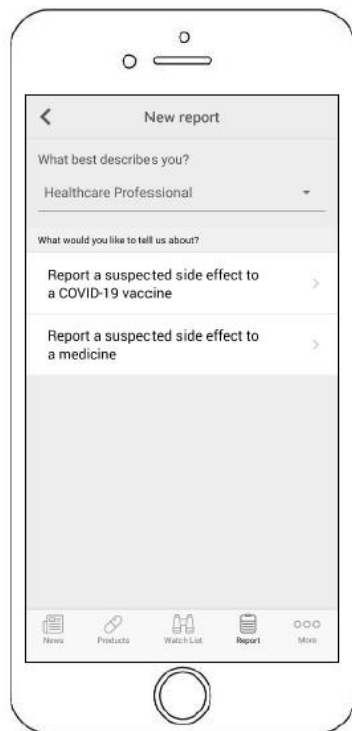 New report
What best describes you?
Healthcare Professional
What would you like to tell us about?
Report a suspected side effect to
a COVID-19 vaccine
Report a suspected side effect to
a medicine
News Products Watch List Report More